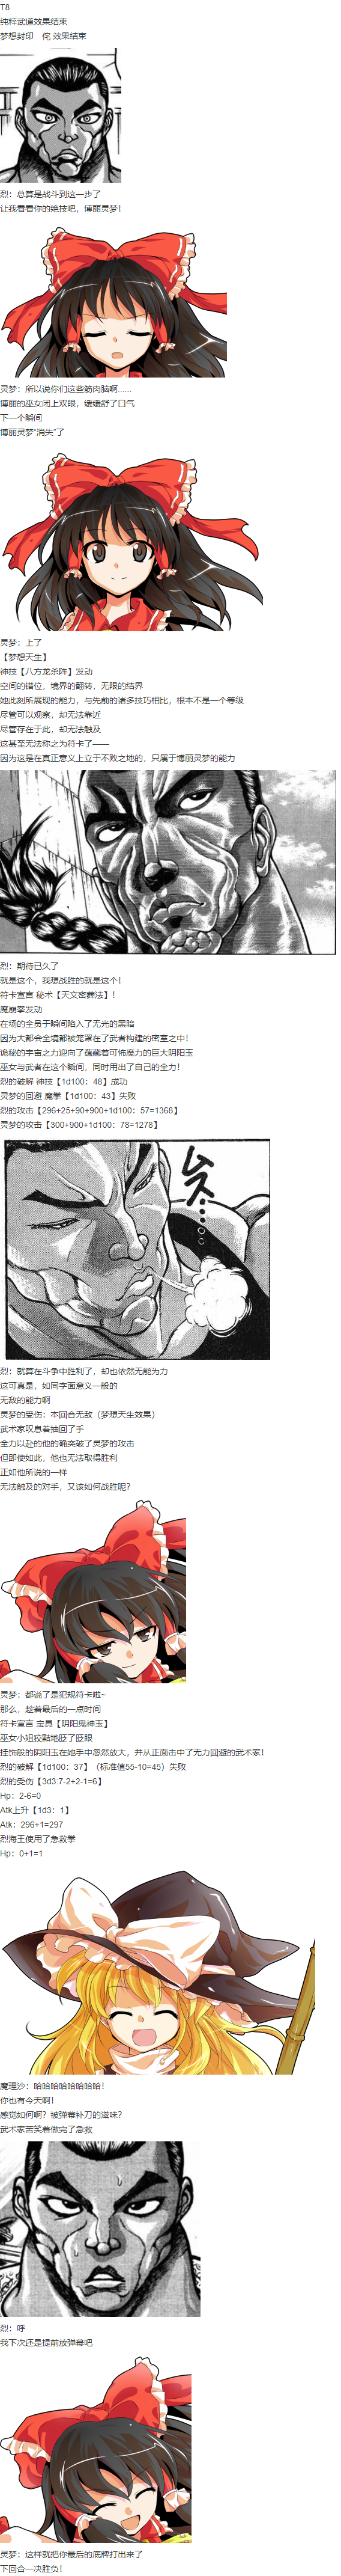 T8
纯粹武道效果结束
梦想封印　侘 效果结束
烈：总算是战斗到这一步了
让我看看你的绝技吧，博丽灵梦！
灵梦：所以说你们这些筋肉脑啊......
博丽的巫女闭上双眼，缓缓舒了口气
下一个瞬间
博丽灵梦“消失”了
灵梦：上了
【梦想天生】
神技【八方龙杀阵】发动
空间的错位，境界的翻转，无限的结界
她此刻所展现的能力，与先前的诸多技巧相比，根本不是一个等级
尽管可以观察，却无法靠近
尽管存在于此，却无法触及
这甚至无法称之为符卡了——
因为这是在真正意义上立于不败之地的，只属于博丽灵梦的能力
烈：期待已久了
就是这个，我想战胜的就是这个！
符卡宣言 秘术【天文密葬法】！
魔崩拳发动
在场的全员于瞬间陷入了无光的黑暗
因为大都会全境都被笼罩在了武者构建的密室之中！
诡秘的宇宙之力迎向了蕴藏着可怖魔力的巨大阴阳玉
巫女与武者在这个瞬间，同时用出了自己的全力！
烈的破解 神技【1d100：48】成功
灵梦的回避 魔拳【1d100：43】失败
烈的攻击【296+25+90+900+1d100：57=1368】
灵梦的攻击【300+900+1d100：78=1278】
烈：就算在斗争中胜利了，却也依然无能为力
这可真是，如同字面意义一般的
无敌的能力啊
灵梦的受伤：本回合无敌（梦想天生效果）
武术家叹息着抽回了手
全力以赴的他的确突破了灵梦的攻击
但即使如此，他也无法取得胜利
正如他所说的一样
无法触及的对手，又该如何战胜呢？
灵梦：都说了是犯规符卡啦~
那么，趁着最后的一点时间
符卡宣言 宝具【阴阳鬼神玉】
巫女小姐狡黠地眨了眨眼
挂饰般的阴阳玉在她手中忽然放大，并从正面击中了无力回避的武术家！
烈的破解【1d100：37】（标准值55-10=45）失败
烈的受伤【3d3:7-2+2-1=6】
Hp：2-6=0
Atk上升【1d3：1】
Atk：296+1=297
烈海王使用了急救拳
Hp：0+1=1
魔理沙：哈哈哈哈哈哈哈哈！
你也有今天啊！
感觉如何啊？被弹幕补刀的滋味？
武术家苦笑着做完了急救
烈：呼
我下次还是提前放弹幕吧
灵梦：这样就把你最后的底牌打出来了
下回合一决胜负！